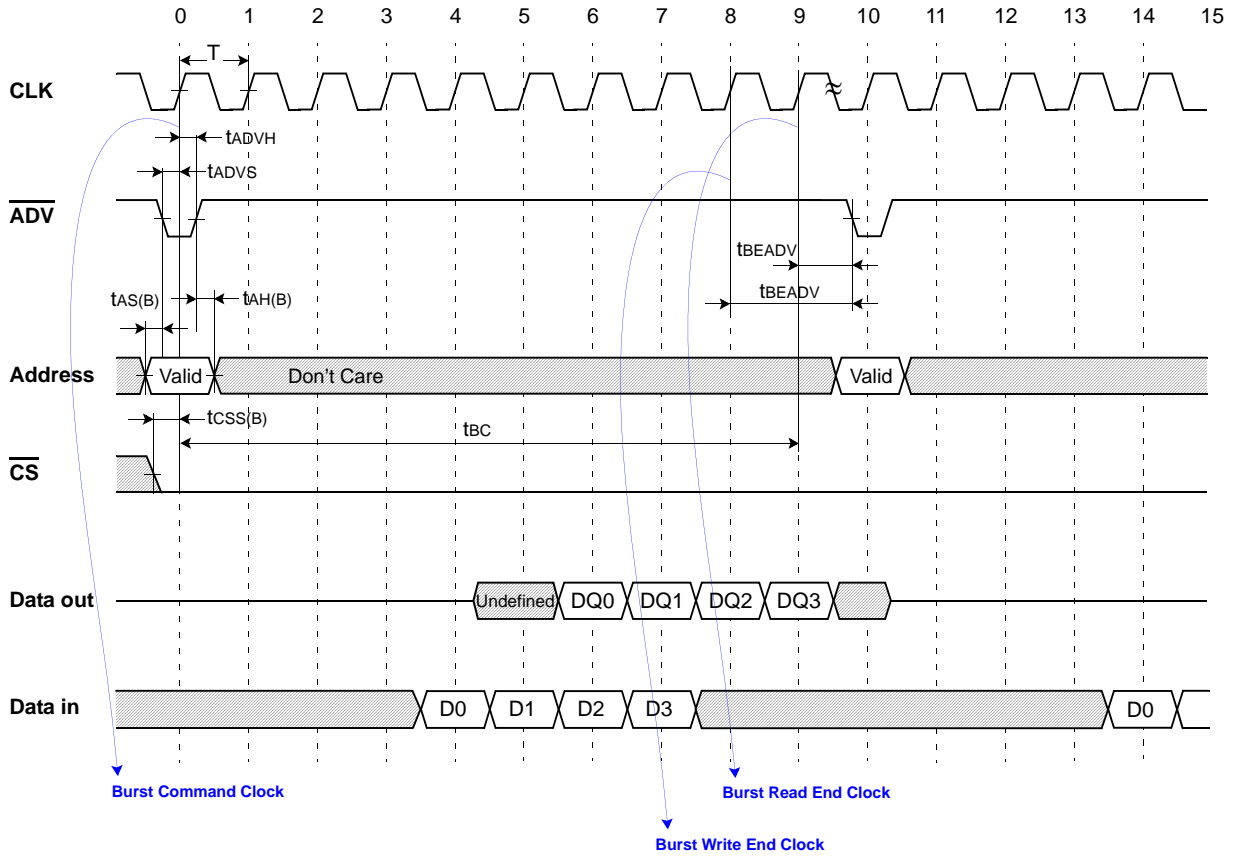 0 1 2 3 4 5 6 7 8 9 10 11 12 13 14 15
T
CLK
tADVH
tADVS
ADV
tBEADV
tBEADV
tAS(B) tAH(B)
Address Valid Don't Care Valid
tCSS(B)
tBC
CS
Data out Undefined DQ0 DQ1 DQ2 DQ3
Data in D0 D1 D2 D3 D0
Burst Command Clock Burst Read End Clock
Burst Write End Clock